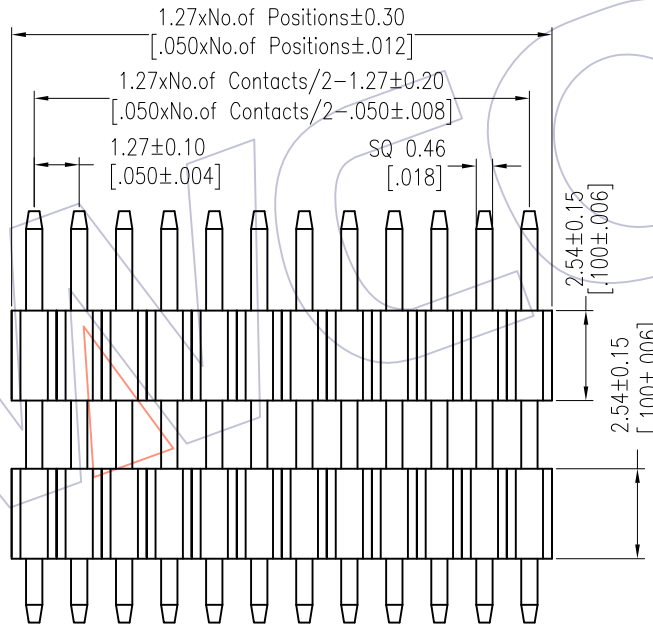 1.27xNo.of Positions±0.30
[.050xNo.of Positions±.012]
1.27xNo.of Contacts/2-1.27±0.20
[.050xNo.of Contacts/2-.050±.008]
1.27±0.10
[.050±.004]
SQ 0.46
[.018]
2.54±0.15
[.100±.006]
2.54±0.15
[.100±.006]